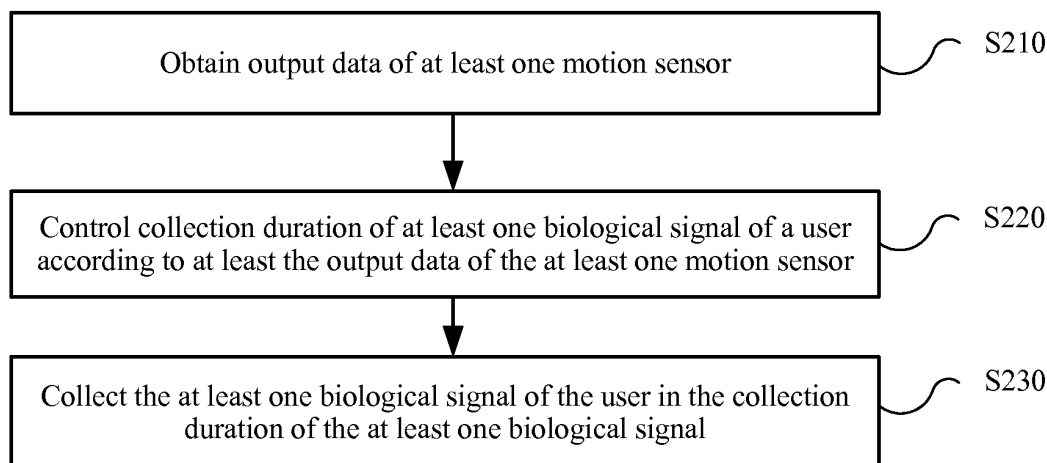 Obtain output data of at least one motion sensor
S210
Control collection duration of at least one biological signal of a user
according to at least the output data of the at least one motion sensor
S220
Collect the at least one biological signal of the user in the collection
duration of the at least one biological signal
S230